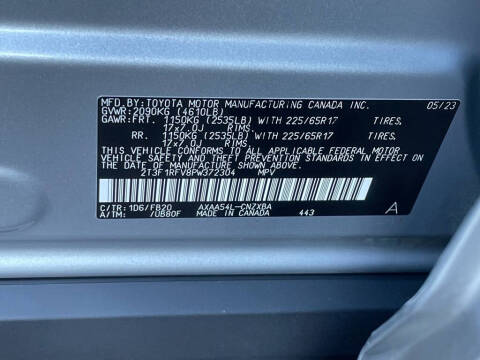 MFD.BY:TOYOTA MOTOR MANUFACTURING CANADA INC. 05/23
GVWR:2090KG (4610LB)
GAWR:FRT. 1150KG (2535LB) WITH 225/65R17 TIRES,
17x7.0J RIMS.
RR. 1150KG (2535LB) WITH 225/65R17 TIRES,
17x7.0J RIMS.
THIS VEHICLE CONFORMS TO ALL APPLICABLE FEDERAL MOTOR
VEHICLE SAFETY AND THEFT PREVENTION STANDARDS IN EFFECT
ON THE DATE OF MANUFACTURE SHOWN ABOVE.
2T3F1RFV8PW372304 MPV
C/TR:1D6/FB20 AXAA54L-CNZXBA
A/TM: /UB80F MADE IN CANADA 443 A